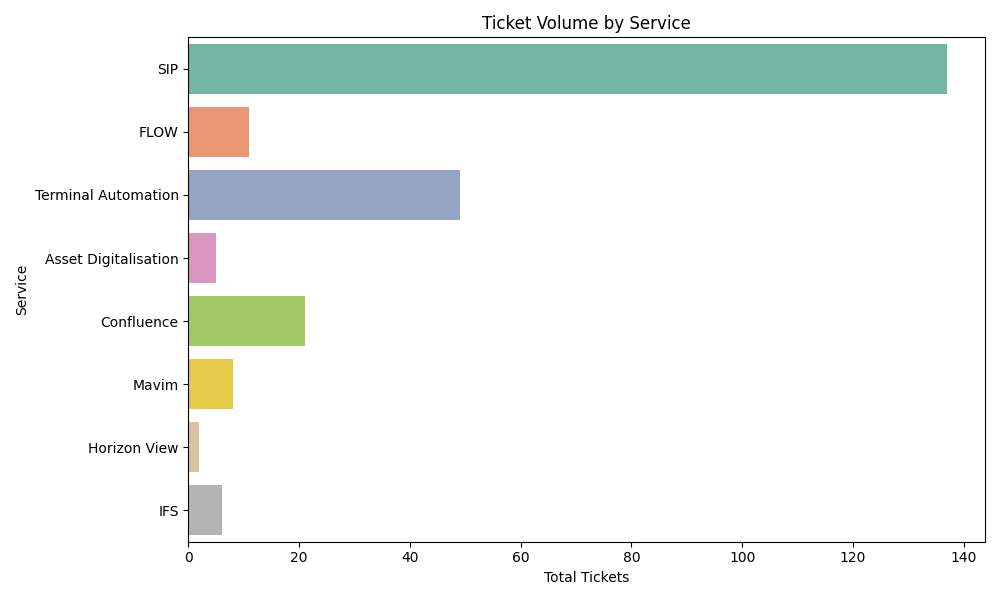 Ticket Volume by Service
Service
SIP
FLOW
Terminal Automation
Asset Digitalisation
Confluence
Mavim
Horizon View
IFS
0 20 40 60 80 100 120 140
Total Tickets